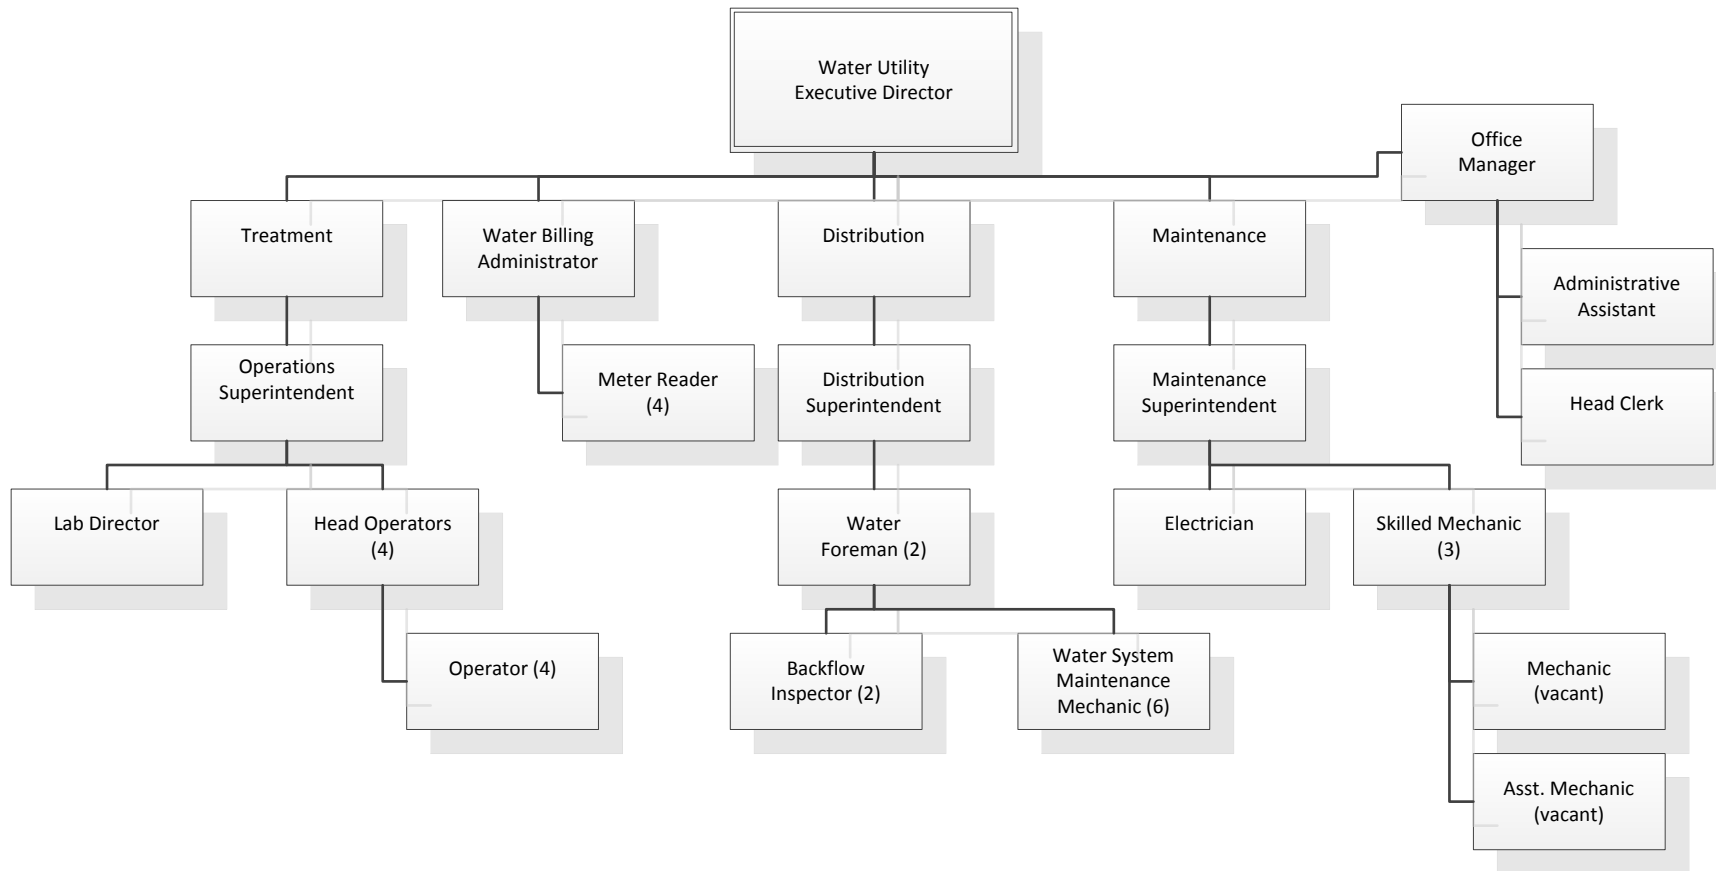 Water Utility
Executive Director
Office
Manager
Treatment
Water Billing
Administrator
Distribution
Maintenance
Administrative
Assistant
Operations
Superintendent
Meter Reader
(4)
Distribution
Superintendent
Maintenance
Superintendent
Head Clerk
Lab Director
Head Operators
(4)
Water
Foreman (2)
Electrician
Skilled Mechanic
(3)
Operator (4)
Backflow
Inspector (2)
Water System
Maintenance
Mechanic (6)
Mechanic
(vacant)
Asst. Mechanic
(vacant)